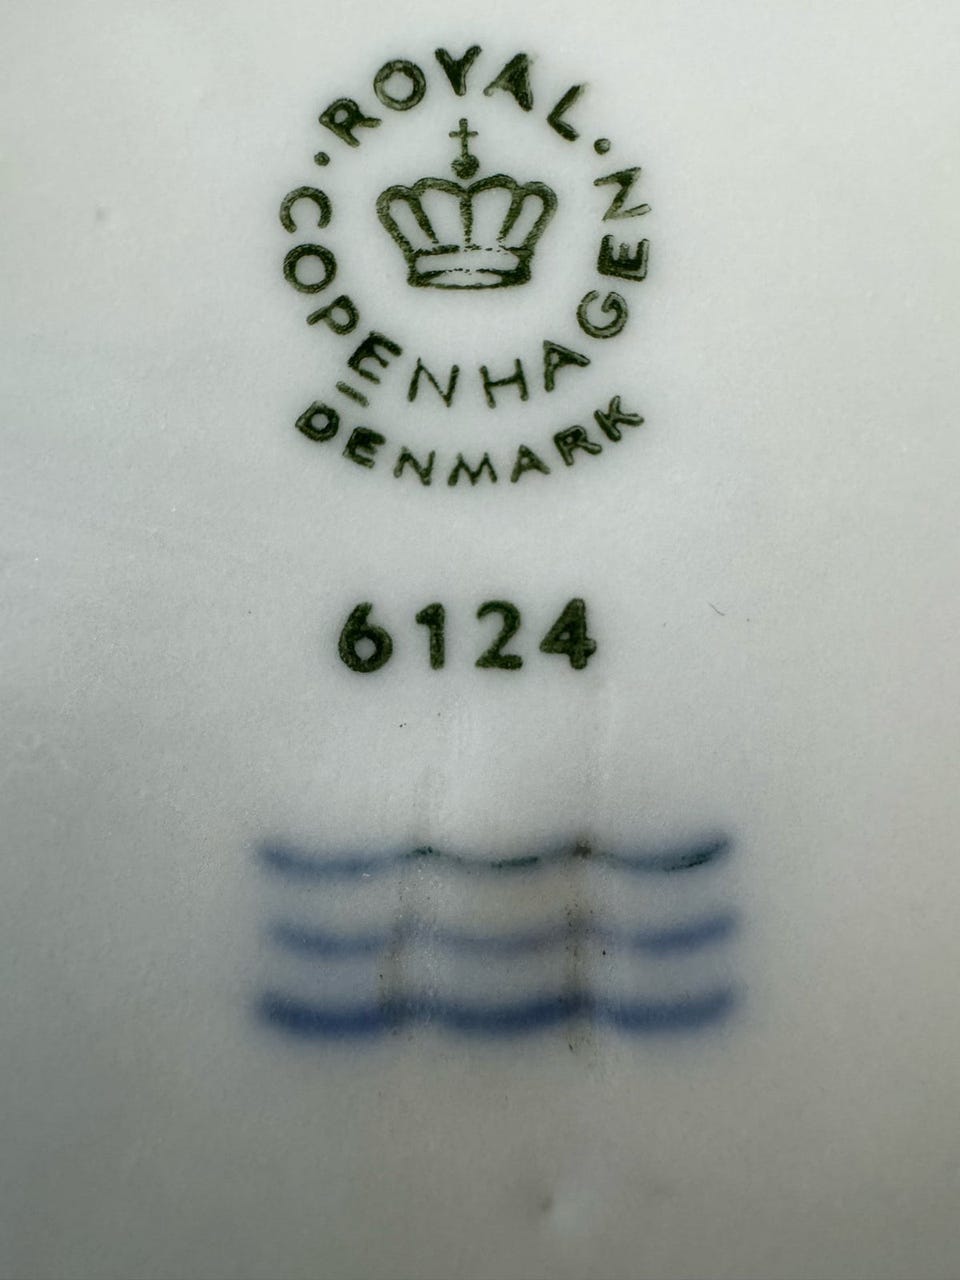 ROYAL
COPENHAGEN
DENMARK
6124